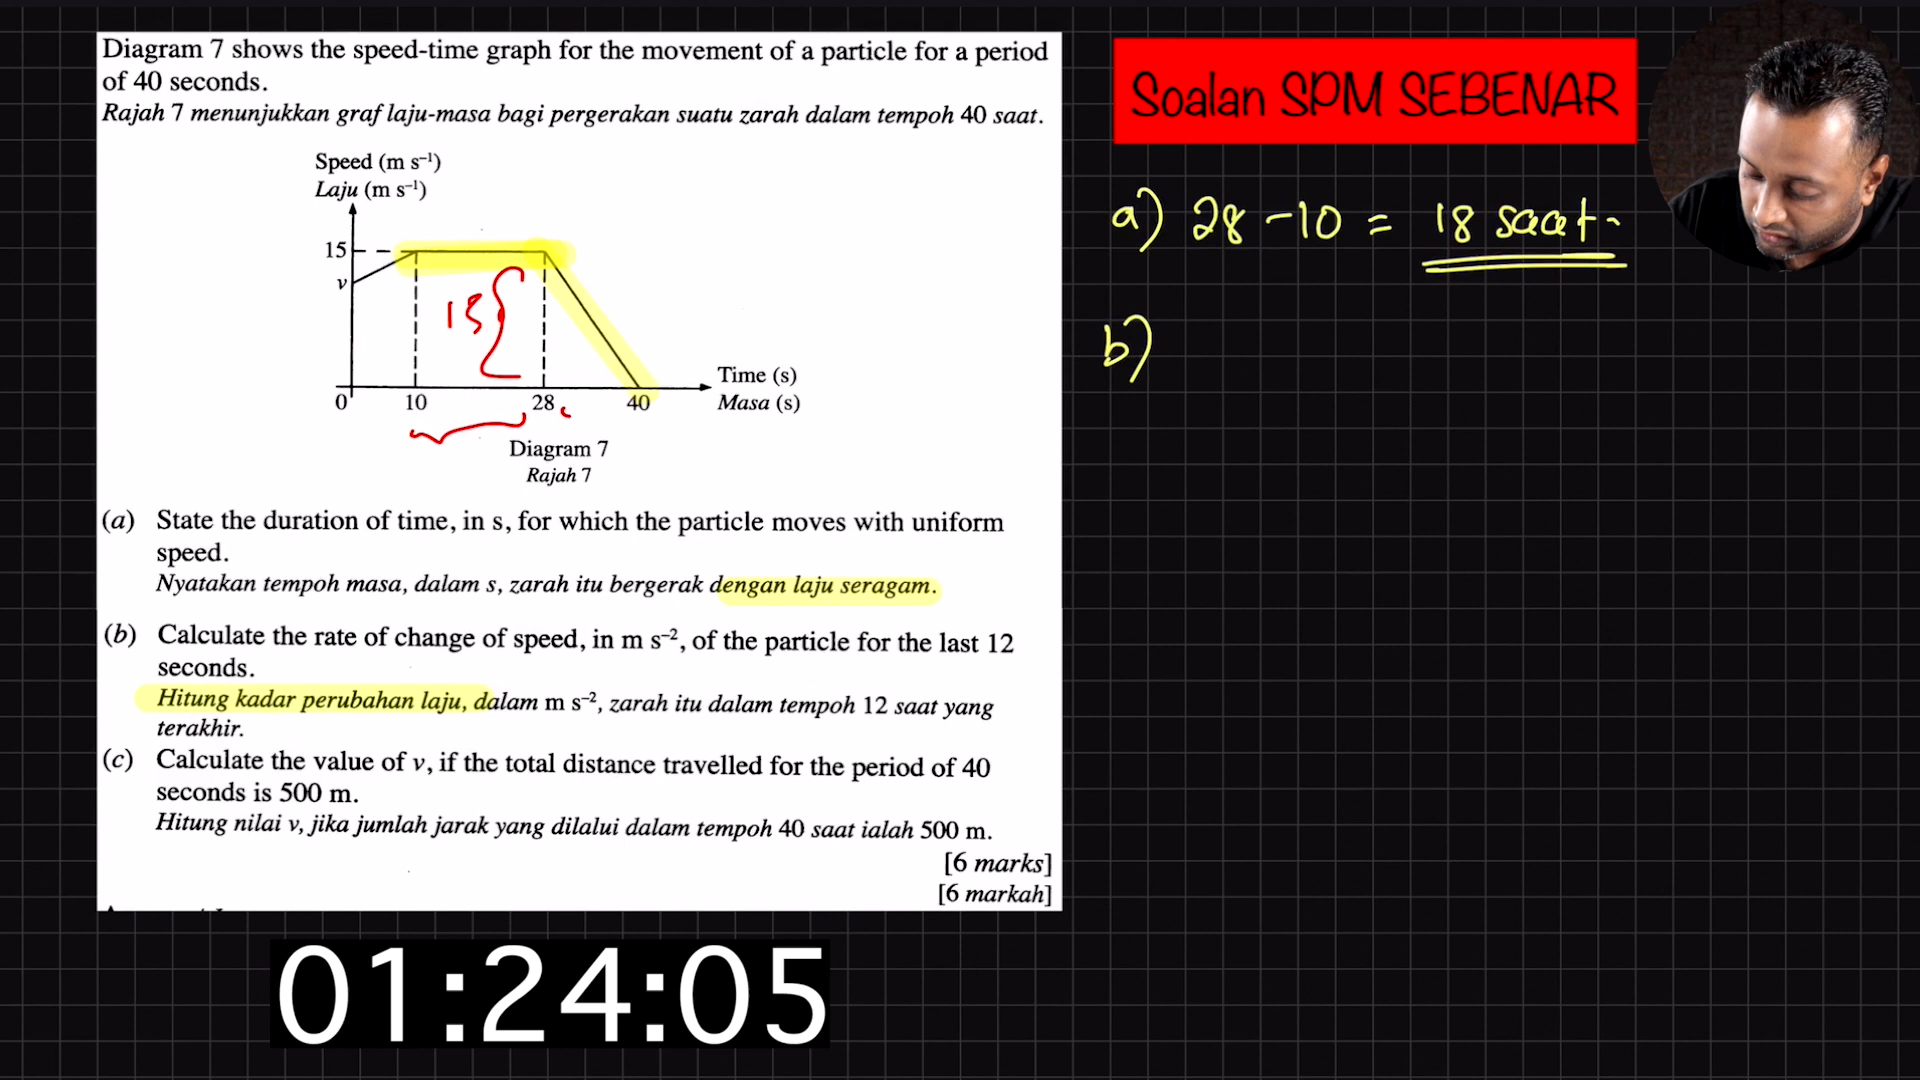 Diagram 7 shows the speed-time graph for the movement of a particle for a period
of 40 seconds.
Rajah 7 menunjukkan graf laju-masa bagi pergerakan suatu zarah dalam tempoh 40 saat.
Speed (m s⁻¹)
Laju (m s⁻¹)
15
v
15
Time (s)
Masa (s)
0 10 28 40
Diagram 7
Rajah 7
(a) State the duration of time, in s, for which the particle moves with uniform
speed.
Nyatakan tempoh masa, dalam s, zarah itu bergerak dengan laju seragam.
(b) Calculate the rate of change of speed, in m s⁻², of the particle for the last 12
seconds.
Hitung kadar perubahan laju, dalam m s⁻², zarah itu dalam tempoh 12 saat yang
terakhir.
(c) Calculate the value of v, if the total distance travelled for the period of 40
seconds is 500 m.
Hitung nilai v, jika jumlah jarak yang dilalui dalam tempoh 40 saat ialah 500 m.
[6 marks]
[6 markah]
01:24:05
Soalan SPM SEBENAR
a) 28 - 10 = 18 saat.
b)